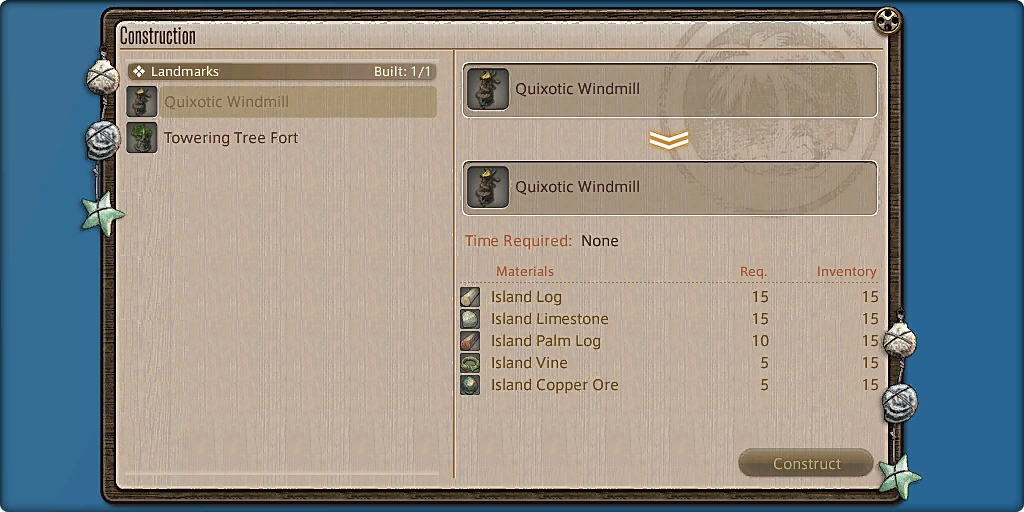 Construction
Landmarks Built: 1/1
Quixotic Windmill
Towering Tree Fort
Quixotic Windmill
Quixotic Windmill
Time Required: None
Materials Req. Inventory
Island Log 15 15
Island Limestone 15 15
Island Palm Log 10 15
Island Vine 5 15
Island Copper Ore 5 15
Construct